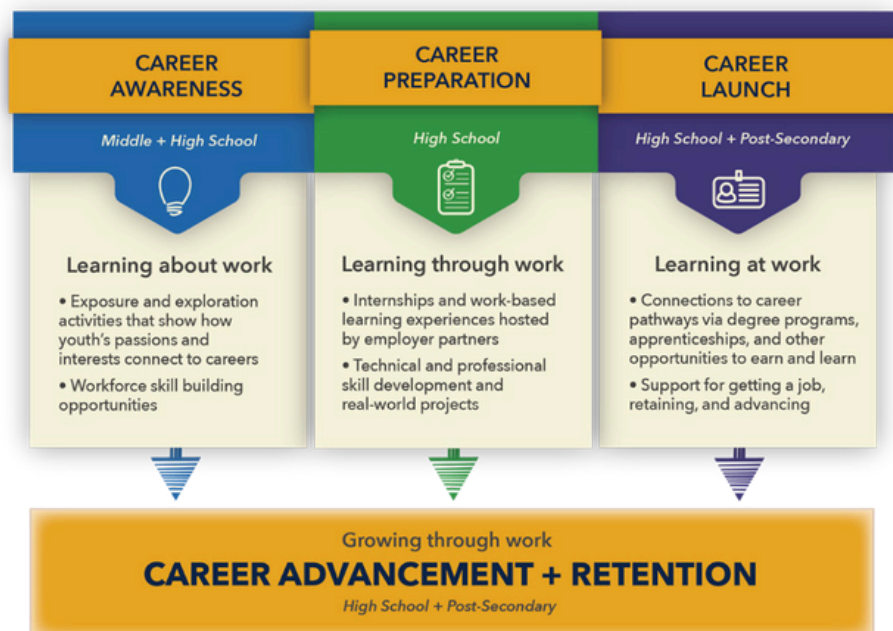 CAREER
AWARENESS
Middle + High School
Learning about work
• Exposure and exploration
activities that show how
youth's passions and
interests connect to careers
• Workforce skill building
opportunities
CAREER
PREPARATION
High School
Learning through work
• Internships and work-based
learning experiences hosted
by employer partners
• Technical and professional
skill development and
real-world projects
CAREER
LAUNCH
High School + Post-Secondary
Learning at work
• Connections to career
pathways via degree programs,
apprenticeships, and other
opportunities to earn and learn
• Support for getting a job,
retaining, and advancing
Growing through work
CAREER ADVANCEMENT + RETENTION
High School + Post-Secondary